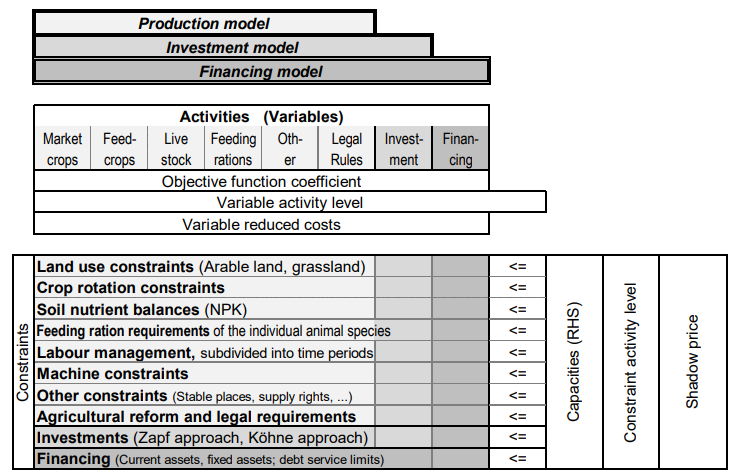 Production model
Investment model
Financing model
Activities (Variables)
Market crops
Feed- crops
Live stock
Feeding rations
Oth- er
Legal Rules
Invest- ment
Finan- cing
Objective function coefficient
Variable activity level
Variable reduced costs
Constraints
Land use constraints (Arable land, grassland) <=
Crop rotation constraints <=
Soil nutrient balances (NPK) <=
Feeding ration requirements of the individual animal species <=
Labour management, subdivided into time periods <=
Machine constraints <=
Other constraints (Stable places, supply rights, ...) <=
Agricultural reform and legal requirements <=
Investments (Zapf approach, Köhne approach) <=
Financing (Current assets, fixed assets; debt service limits) <=
Capacities (RHS)
Constraint activity level
Shadow price